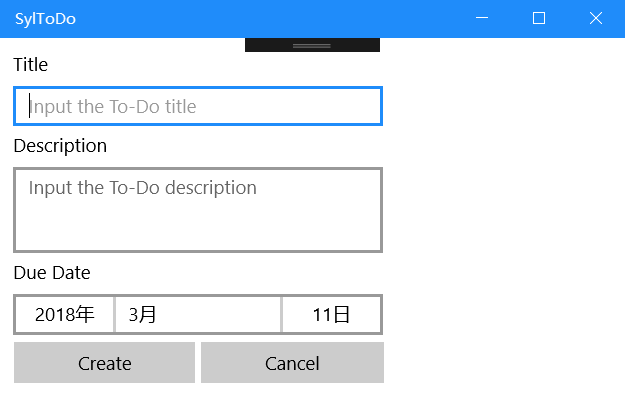 SylToDo
Title
Input the To-Do title
Description
Input the To-Do description
Due Date
2018年 3月 11日
Create Cancel